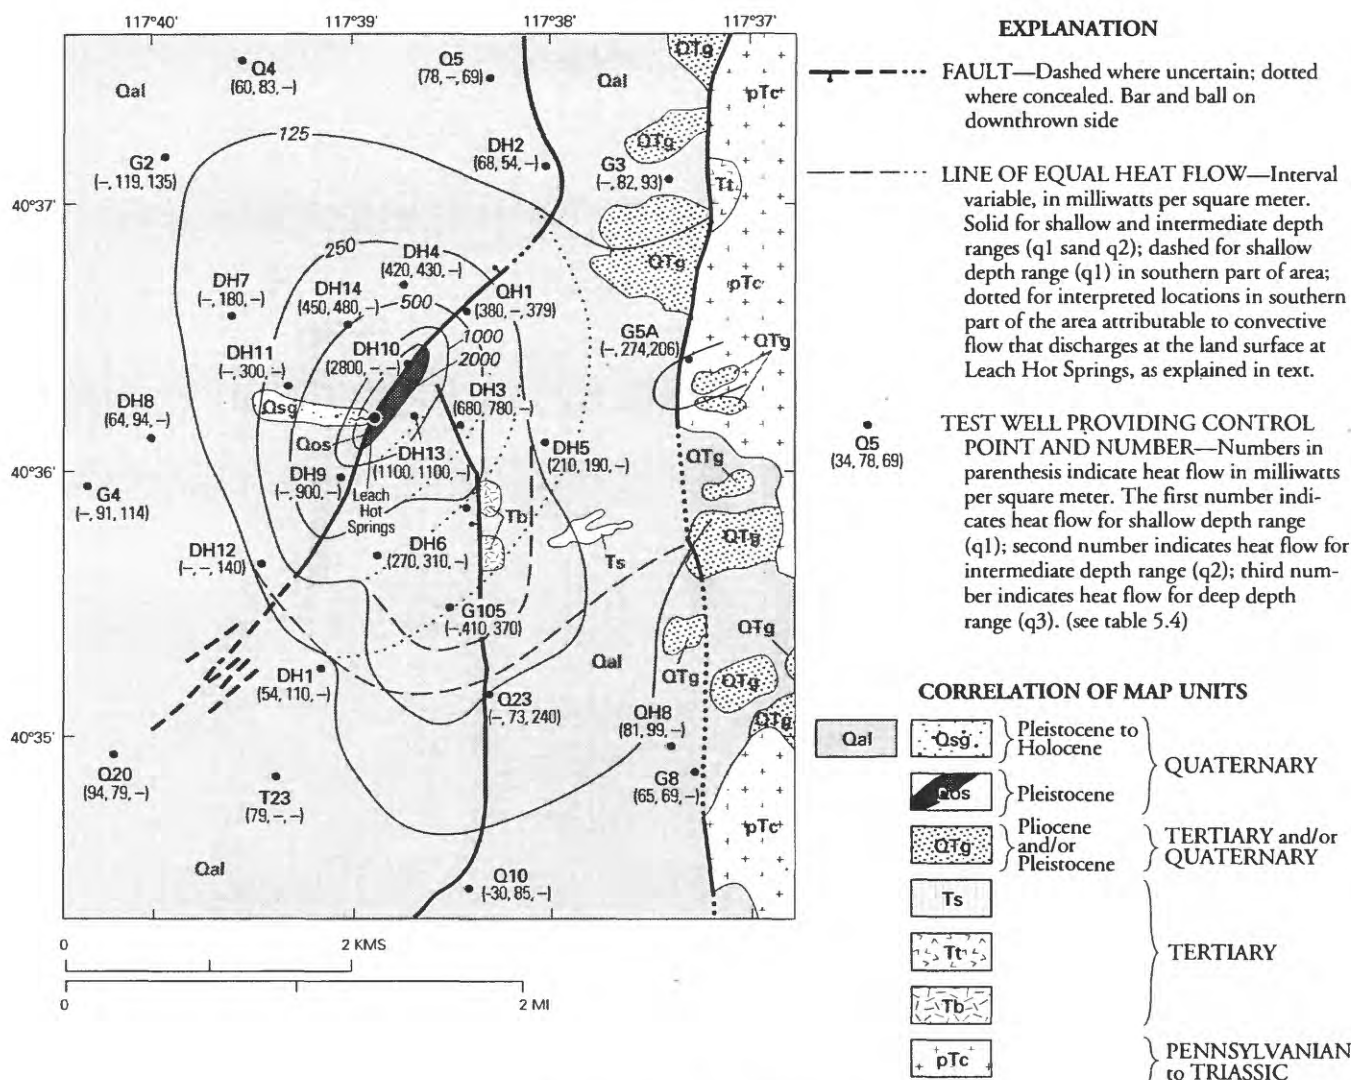 117°40' 117°39' 117°38' 117°37'
Q4
(60, 83, –)
Q5
(78, –, 69)
QTg
pTc
Qal
Qal
125
G2
(–, 119, 135)
DH2
(68, 54, –)
G3
(–, 82, 93)
QTg
Tt
40°37'
250
DH4
(420, 430, –)
QTg
DH7
(–, 180, –)
DH14
(450, 480, –)
500
QH1
(380, –, 379)
pTc
1000
G5A
(–, 274, 206)
QTg
DH10
(2800, –, –)
2000
DH11
(–, 300, –)
DH3
(680, 780, –)
DH8
(64, 94, –)
Qsg
Qos
DH13
(1100, 1100, –)
DH5
(210, 190, –)
QTg
40°36'
DH9
(–, 900, –)
Leach
Hot
Springs
G4
(–, 91, 114)
Tb
QTg
DH12
(–, –, 140)
DH6
(270, 310, –)
Ts
G105
(–, 410, 370)
QTg
Qal
DH1
(54, 110, –)
QTg
QTg
Q23
(–, 73, 240)
QH8
(81, 99, –)
QTg
40°35'
Q20
(94, 79, –)
T23
(79, –, –)
G8
(65, 69, –)
pTc
Qal
Q10
(-30, 85, –)
0 2 KMS
0 2 MI
EXPLANATION
FAULT—Dashed where uncertain; dotted
where concealed. Bar and ball on
downthrown side
LINE OF EQUAL HEAT FLOW—Interval
variable, in milliwatts per square meter.
Solid for shallow and intermediate depth
ranges (q1 sand q2); dashed for shallow
depth range (q1) in southern part of area;
dotted for interpreted locations in southern
part of the area attributable to convective
flow that discharges at the land surface at
Leach Hot Springs, as explained in text.
Q5
(34, 78, 69)
TEST WELL PROVIDING CONTROL
POINT AND NUMBER—Numbers in
parenthesis indicate heat flow in milliwatts
per square meter. The first number indi-
cates heat flow for shallow depth range
(q1); second number indicates heat flow for
intermediate depth range (q2); third num-
ber indicates heat flow for deep depth
range (q3). (see table 5.4)
CORRELATION OF MAP UNITS
Qal Qsg Pleistocene to
Holocene
QUATERNARY
Qos Pleistocene
QTg Pliocene
and/or
Pleistocene
TERTIARY and/or
QUATERNARY
Ts
Tt TERTIARY
Tb
pTc PENNSYLVANIAN
to TRIASSIC